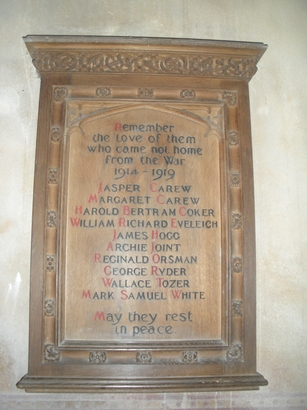 Remember
the love of them
who came not home
from the War
1914 - 1919
JASPER CAREW
MARGARET CAREW
HAROLD BERTRAM COKER
WILLIAM RICHARD EVELEICH
JAMES HOGG
ARCHIE JOINT
REGINALD ORSMAN
GEORGE RYDER
WALLACE TOZER
MARK SAMUEL WHITE
May they rest
in peace